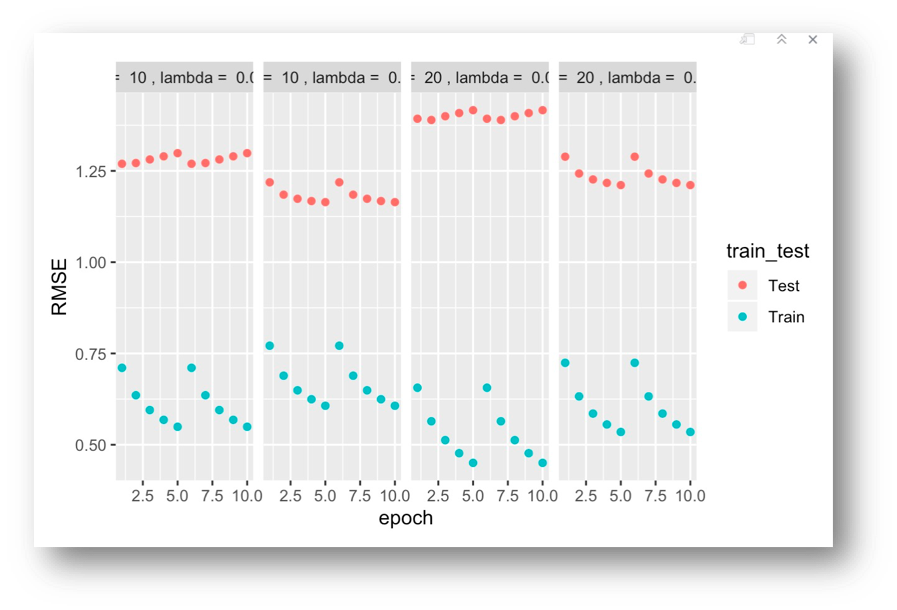 = 10 , lambda = 0.0
= 10 , lambda = 0.
= 20 , lambda = 0.0
= 20 , lambda = 0.
1.25
1.00
0.75
0.50
RMSE
2.5 5.0 7.5 10.0
2.5 5.0 7.5 10.0
2.5 5.0 7.5 10.0
2.5 5.0 7.5 10.0
epoch
train_test
Test
Train